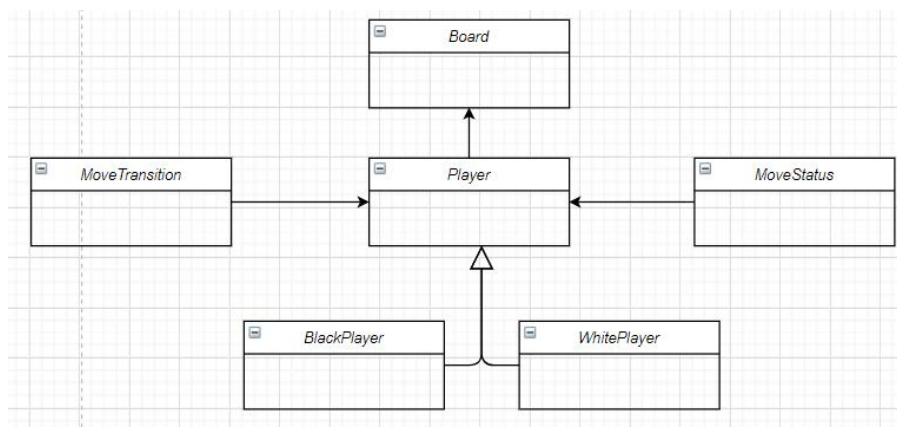 Board
MoveTransition
Player
MoveStatus
BlackPlayer
WhitePlayer